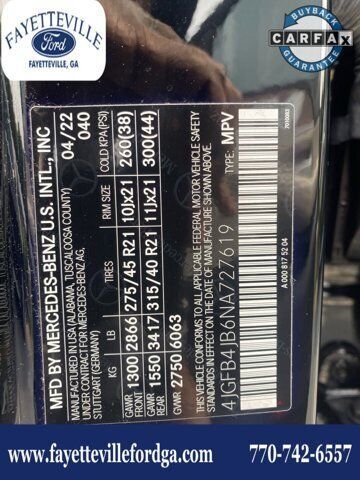 FAYETTEVILLE
Ford
FAYETTEVILLE, GA
BUYBACK
CARFAX
GUARANTEE
MFD BY MERCEDES-BENZ U.S. INTL., INC
MANUFACTURED IN USA (ALABAMA, TUSCALOOSA COUNTY)
UNDER CONTRACT FOR MERCEDES-BENZ AG,
STUTTGART (GERMANY)
04/22
040
KG LB TIRES RIM SIZE COLD KPA(PSI)
GAWR FRONT 1300 2866 275/45 R21 10Jx21 260(38)
GAWR REAR 1550 3417 315/40 R21 11Jx21 300(44)
GVWR 2750 6063
THIS VEHICLE CONFORMS TO ALL APPLICABLE FEDERAL MOTOR VEHICLE SAFETY
STANDARDS IN EFFECT ON THE DATE OF MANUFACTURE SHOWN ABOVE.
4JGFB4JB6NA727619 TYPE: MPV
A 000 817 52 04
www.fayettevillefordga.com 770-742-6557